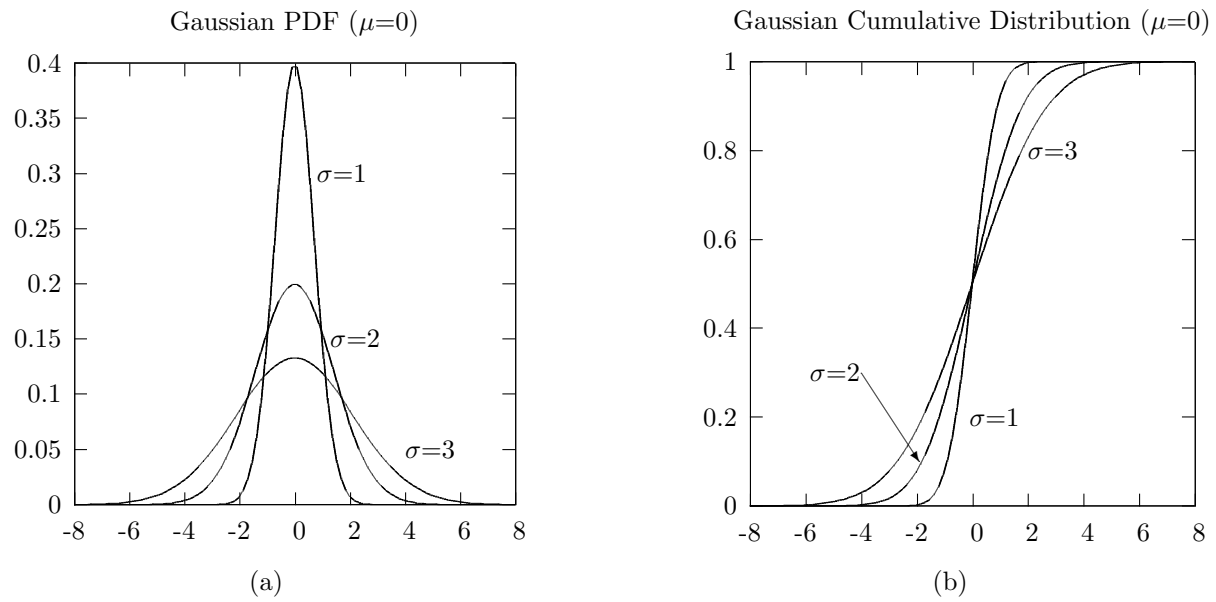 Gaussian PDF (μ=0)
0.4
0.35
0.3
0.25
0.2
0.15
0.1
0.05
0
-8 -6 -4 -2 0 2 4 6 8
σ=1
σ=2
σ=3
(a)
Gaussian Cumulative Distribution (μ=0)
1
0.8
0.6
0.4
0.2
0
-8 -6 -4 -2 0 2 4 6 8
σ=3
σ=2
σ=1
(b)